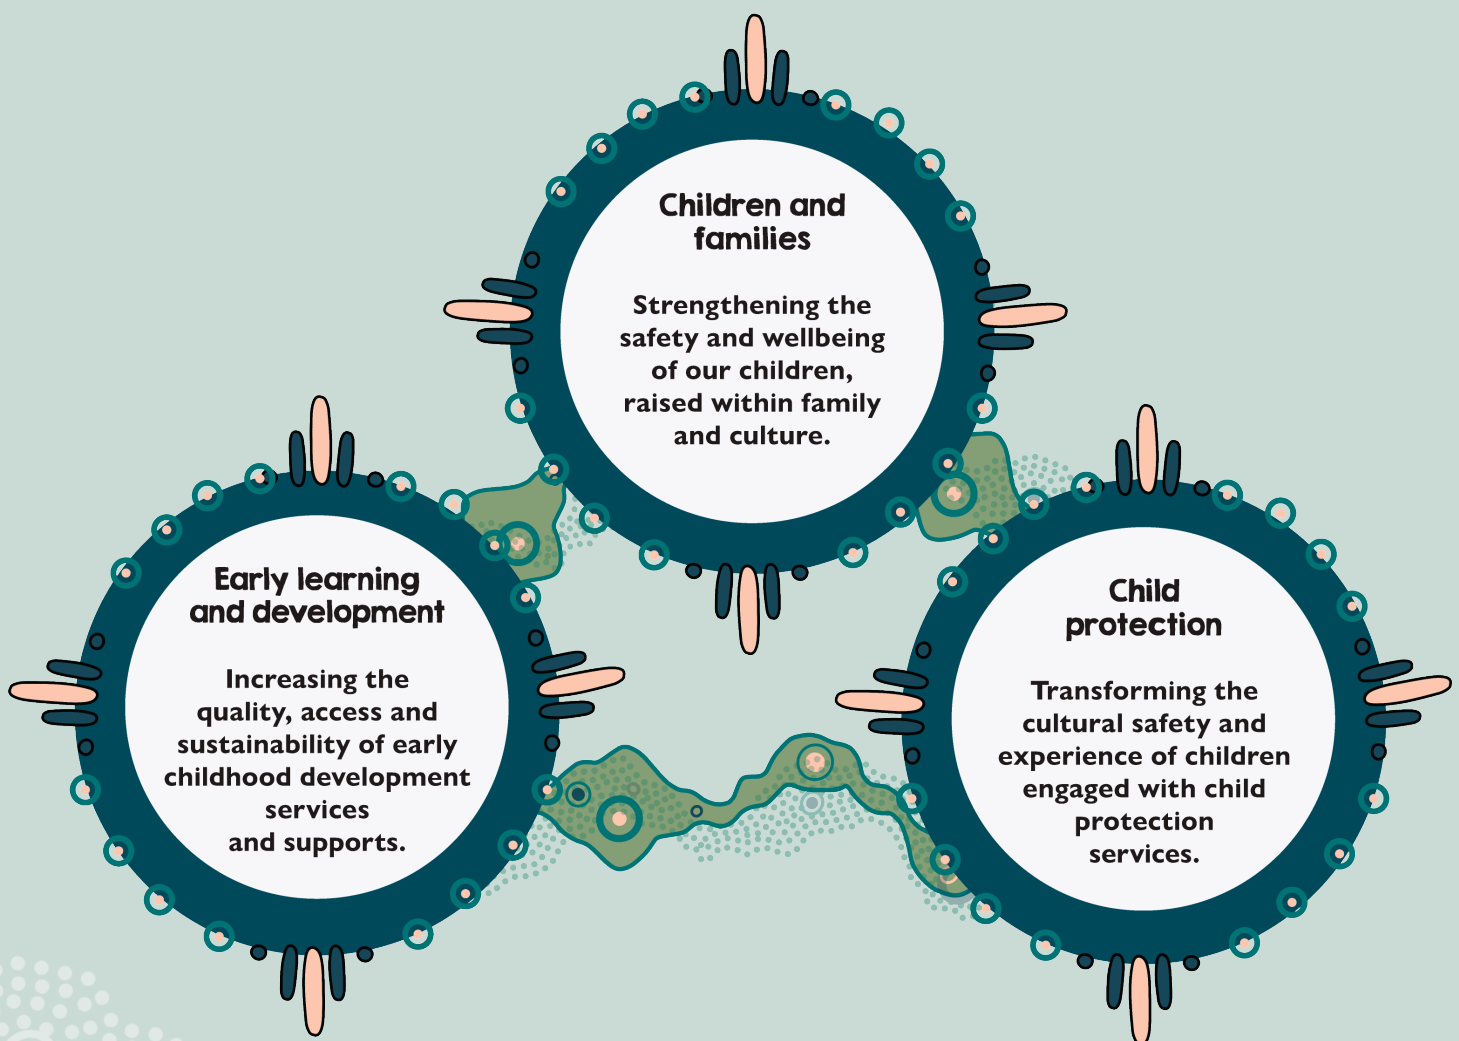 Children and
families
Strengthening the
safety and wellbeing
of our children,
raised within family
and culture.
Early learning
and development
Increasing the
quality, access and
sustainability of early
childhood development
services
and supports.
Child
protection
Transforming the
cultural safety and
experience of children
engaged with child
protection
services.